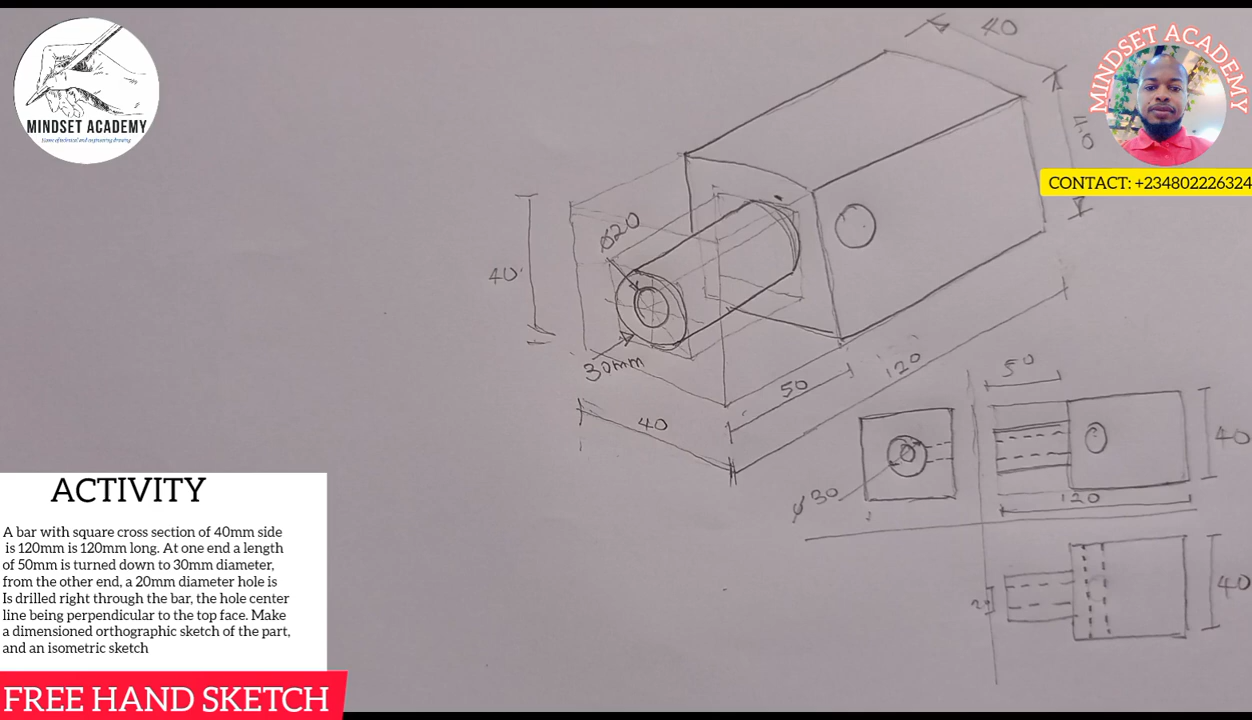 MINDSET ACADEMY
MINDSET ACADEMY
CONTACT: +234802226324
40
40
ø20
40
30mm
50
120
40
50
40
ø30
120
40
ACTIVITY
A bar with square cross section of 40mm side
is 120mm is 120mm long. At one end a length
of 50mm is turned down to 30mm diameter,
from the other end, a 20mm diameter hole is
Is drilled right through the bar, the hole center
line being perpendicular to the top face. Make
a dimensioned orthographic sketch of the part,
and an isometric sketch
FREE HAND SKETCH